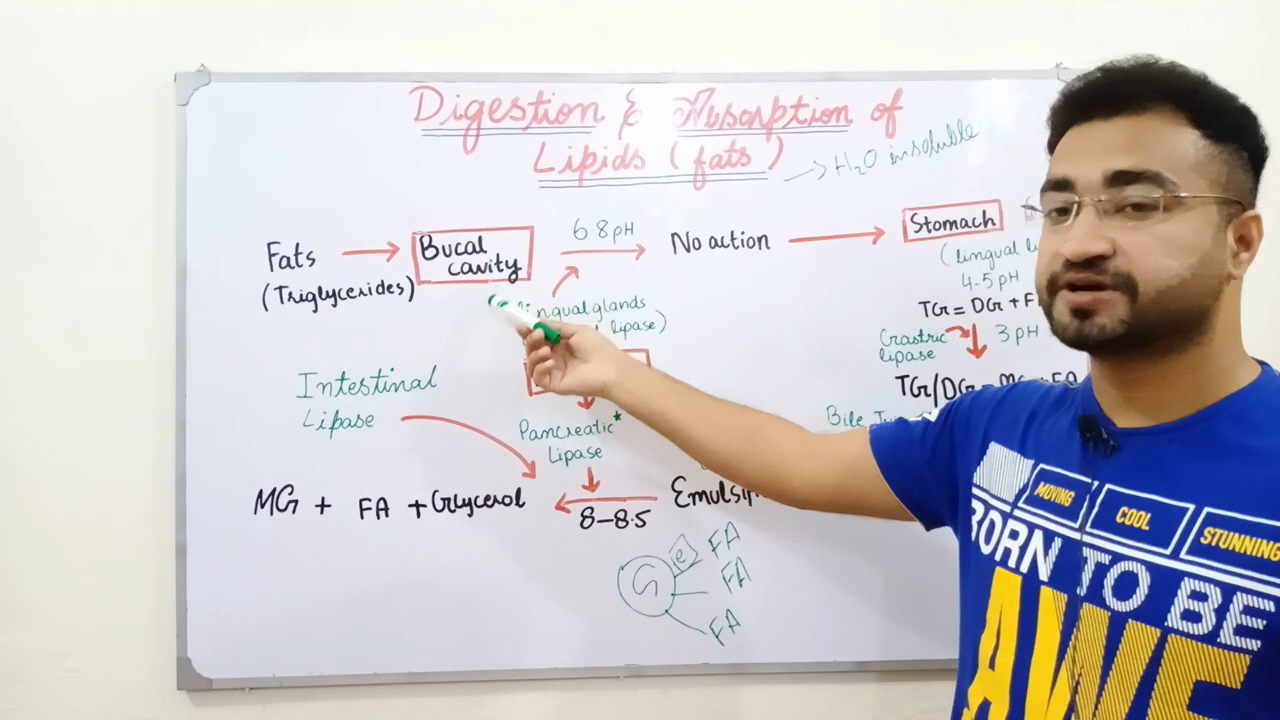 Digestion & Absorption of
Lipids (fats)
→ H₂O insoluble
Fats → Bucal cavity
(Triglycerides)
6.8 pH
No action →
Stomach
lingual glands
lipase)
(lingual
4-5 pH
TG = DG +
Gastric lipase
3 pH
TG/DG
Intestinal
Lipase
Pancreatic*
Lipase
Bile
MG + FA + Glycerol
8-8.5
G
e
FA
FA
FA
MOVING
COOL
STUNNING
BORN TO BE